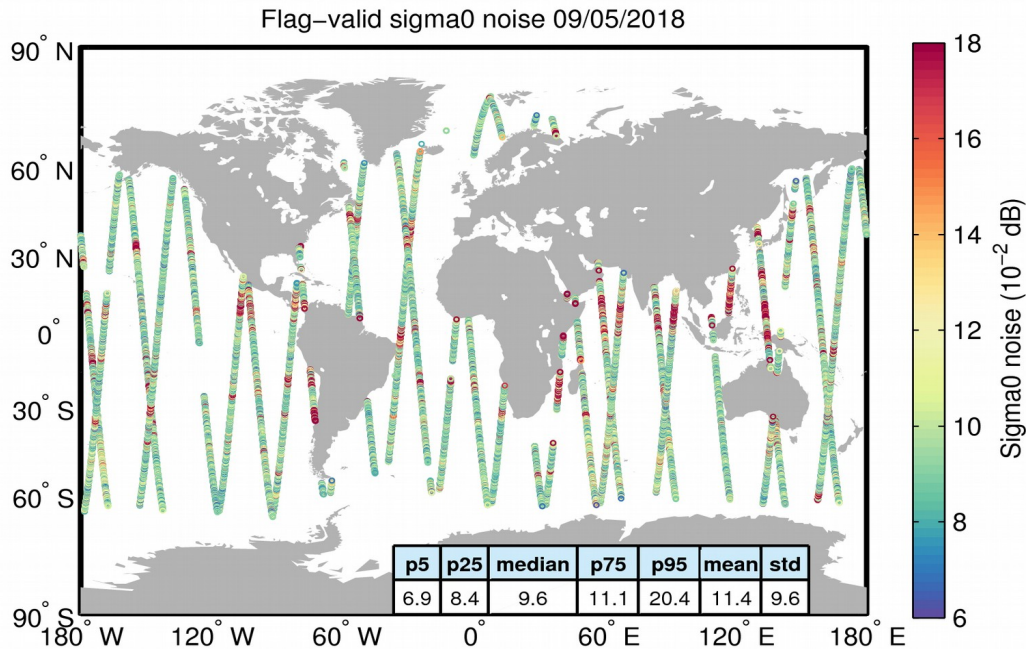 Flag−valid sigma0 noise 09/05/2018
90° N
60° N
30° N
0°
30° S
60° S
90° S
180° W
120° W
60° W
0°
60° E
120° E
180° E
p5 p25 median p75 p95 mean std
6.9 8.4 9.6 11.1 20.4 11.4 9.6
18
16
14
12
10
8
6
Sigma0 noise (10⁻² dB)